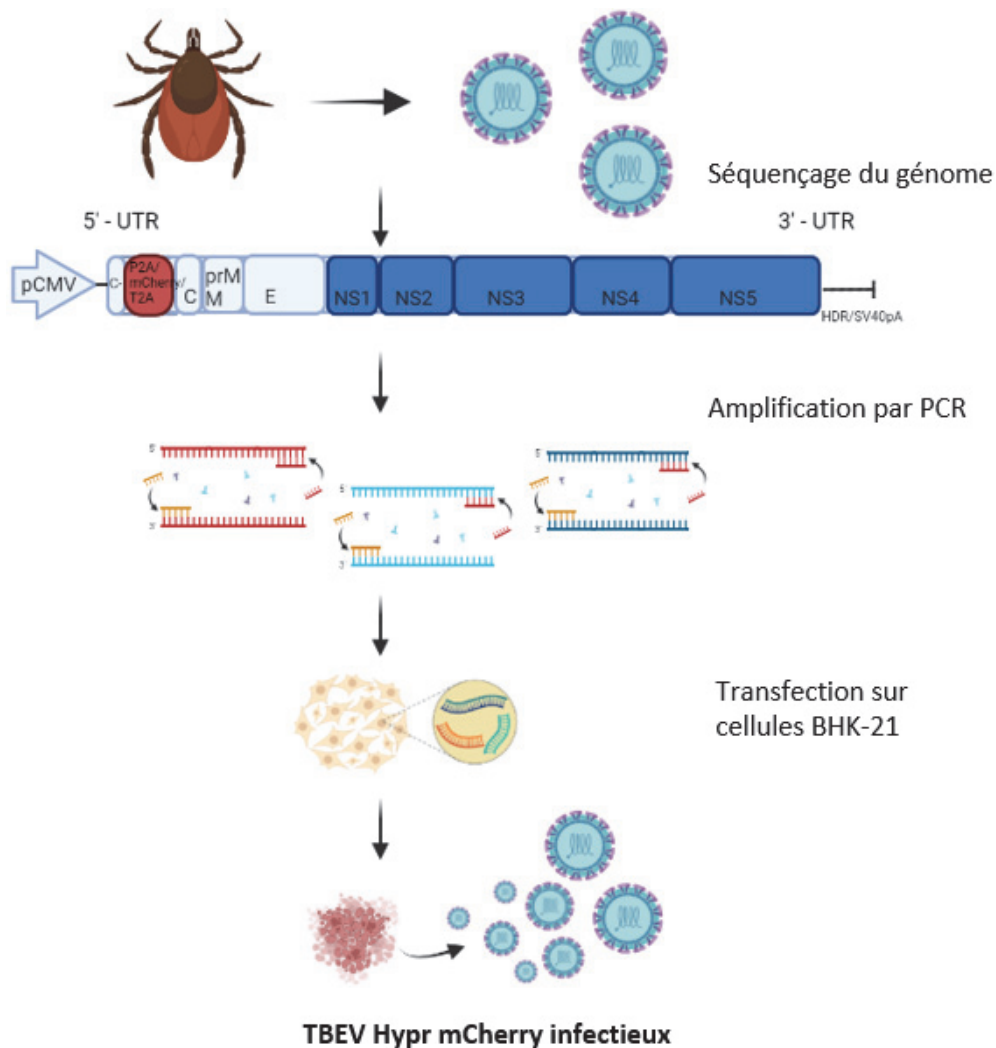 Séquençage du génome
5' - UTR
3' - UTR
pCMV
C-
P2A/
mCherry/
T2A
C
prM
M
E
NS1
NS2
NS3
NS4
NS5
HDR/SV40pA
Amplification par PCR
5'
3'
5'
3'
5'
3'
Transfection sur
cellules BHK-21
TBEV Hypr mCherry infectieux